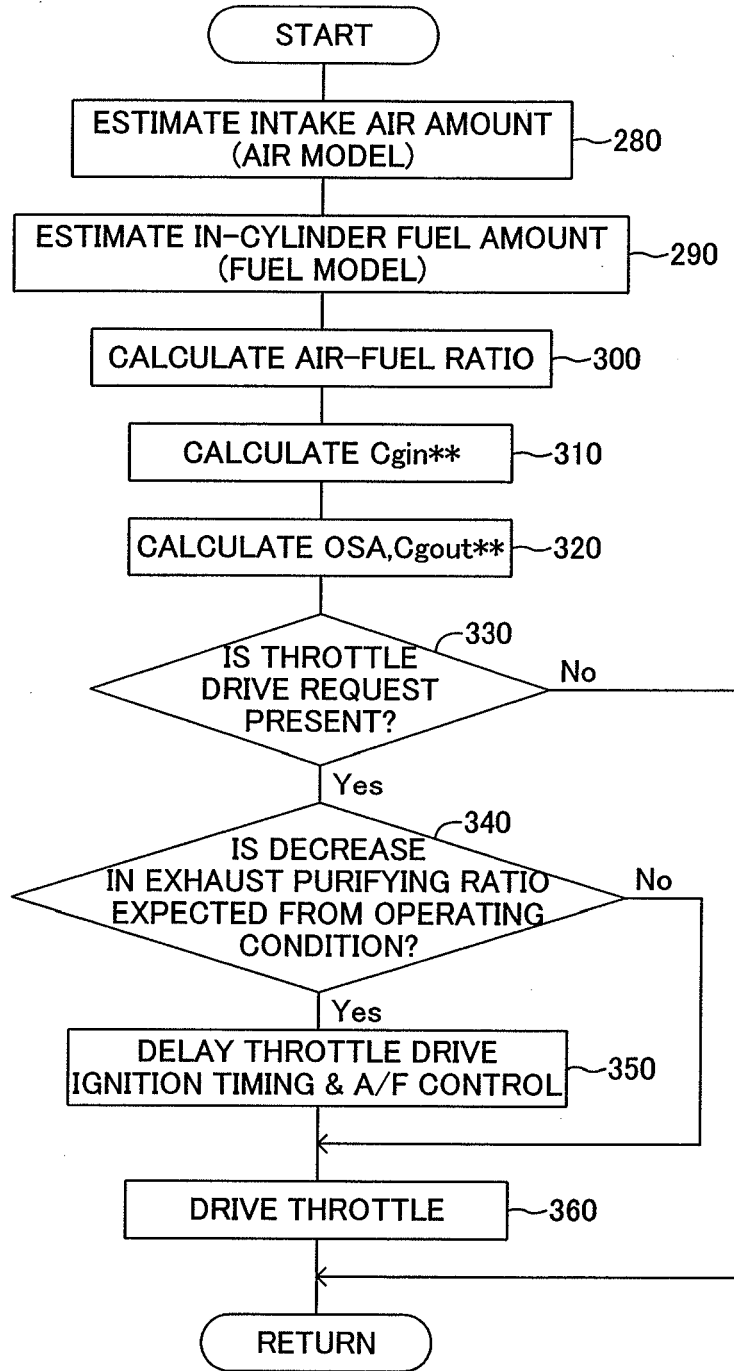 START
ESTIMATE INTAKE AIR AMOUNT
(AIR MODEL)
280
ESTIMATE IN-CYLINDER FUEL AMOUNT
(FUEL MODEL)
290
CALCULATE AIR-FUEL RATIO
300
CALCULATE Cgin**
310
CALCULATE OSA,Cgout**
320
330
IS THROTTLE
DRIVE REQUEST
PRESENT?
No
Yes
340
IS DECREASE
IN EXHAUST PURIFYING RATIO
EXPECTED FROM OPERATING
CONDITION?
No
Yes
DELAY THROTTLE DRIVE
IGNITION TIMING & A/F CONTROL
350
DRIVE THROTTLE
360
RETURN